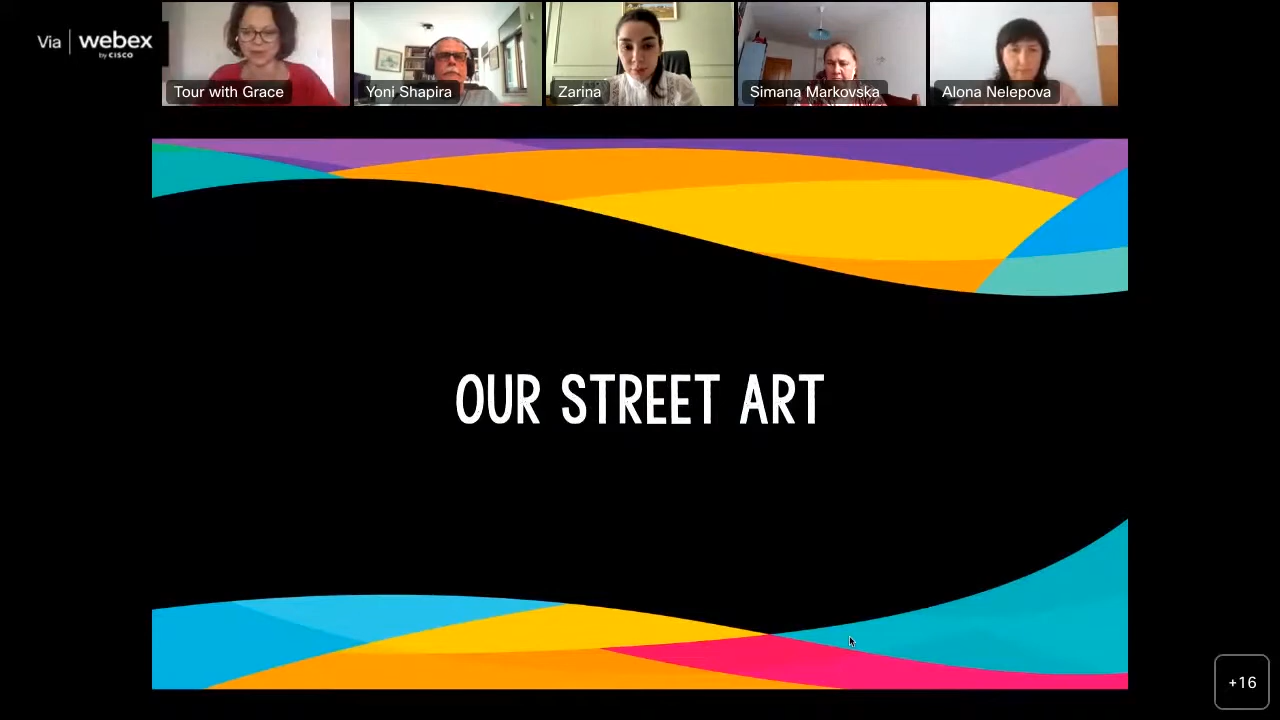 Via webex
by CISCO
Tour with Grace
Yoni Shapira
Zarina
Simana Markovska
Alona Nelepova
OUR STREET ART
+16